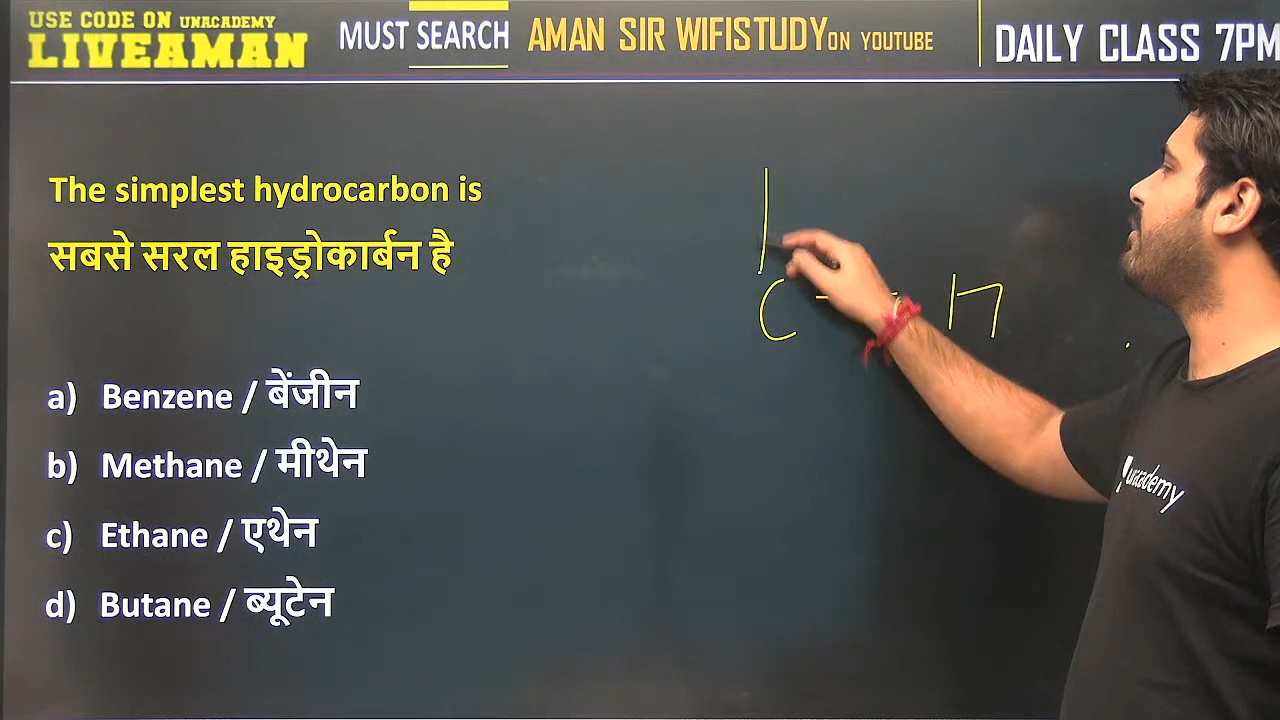 USE CODE ON UNACADEMY
LIVEAMAN
MUST SEARCH
AMAN SIR WIFISTUDY ON YOUTUBE
DAILY CLASS 7PM
The simplest hydrocarbon is
सबसे सरल हाइड्रोकार्बन है
C
a) Benzene / बेंजीन
b) Methane / मीथेन
unacademy
c) Ethane / एथेन
d) Butane / ब्यूटेन